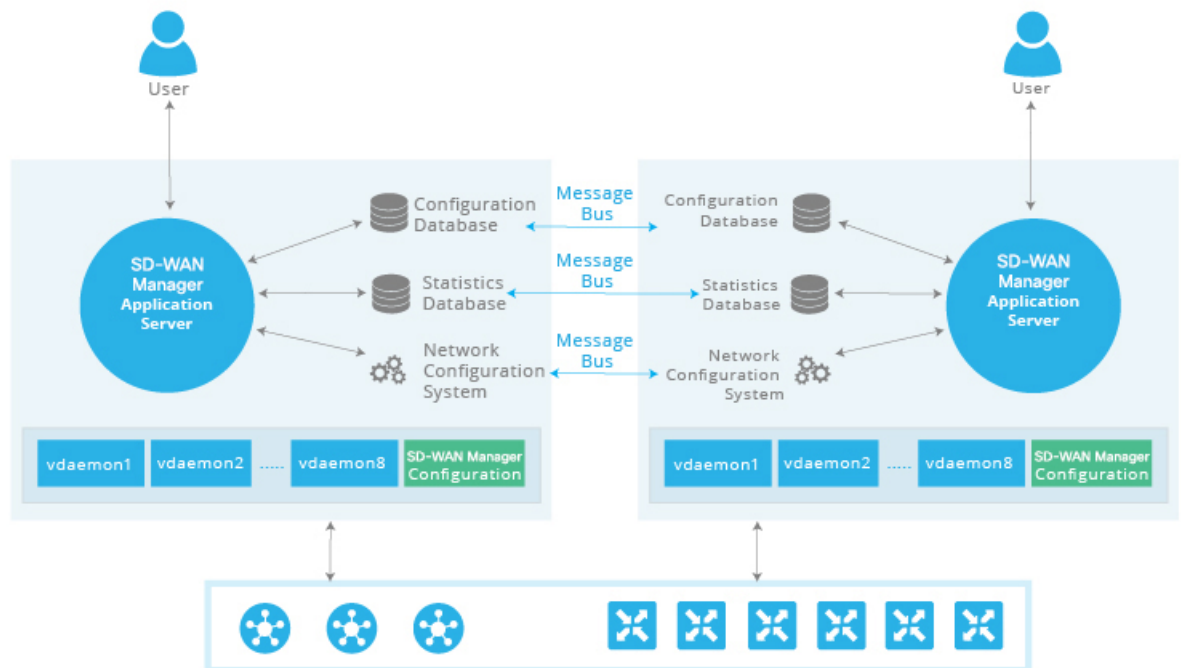 User
User
SD-WAN
Manager
Application
Server
Configuration
Database
Statistics
Database
Network
Configuration
System
Message
Bus
Message
Bus
Message
Bus
Configuration
Database
Statistics
Database
Network
Configuration
System
SD-WAN
Manager
Application
Server
vdaemon1
vdaemon2
.....
vdaemon8
SD-WAN Manager
Configuration
vdaemon1
vdaemon2
.....
vdaemon8
SD-WAN Manager
Configuration